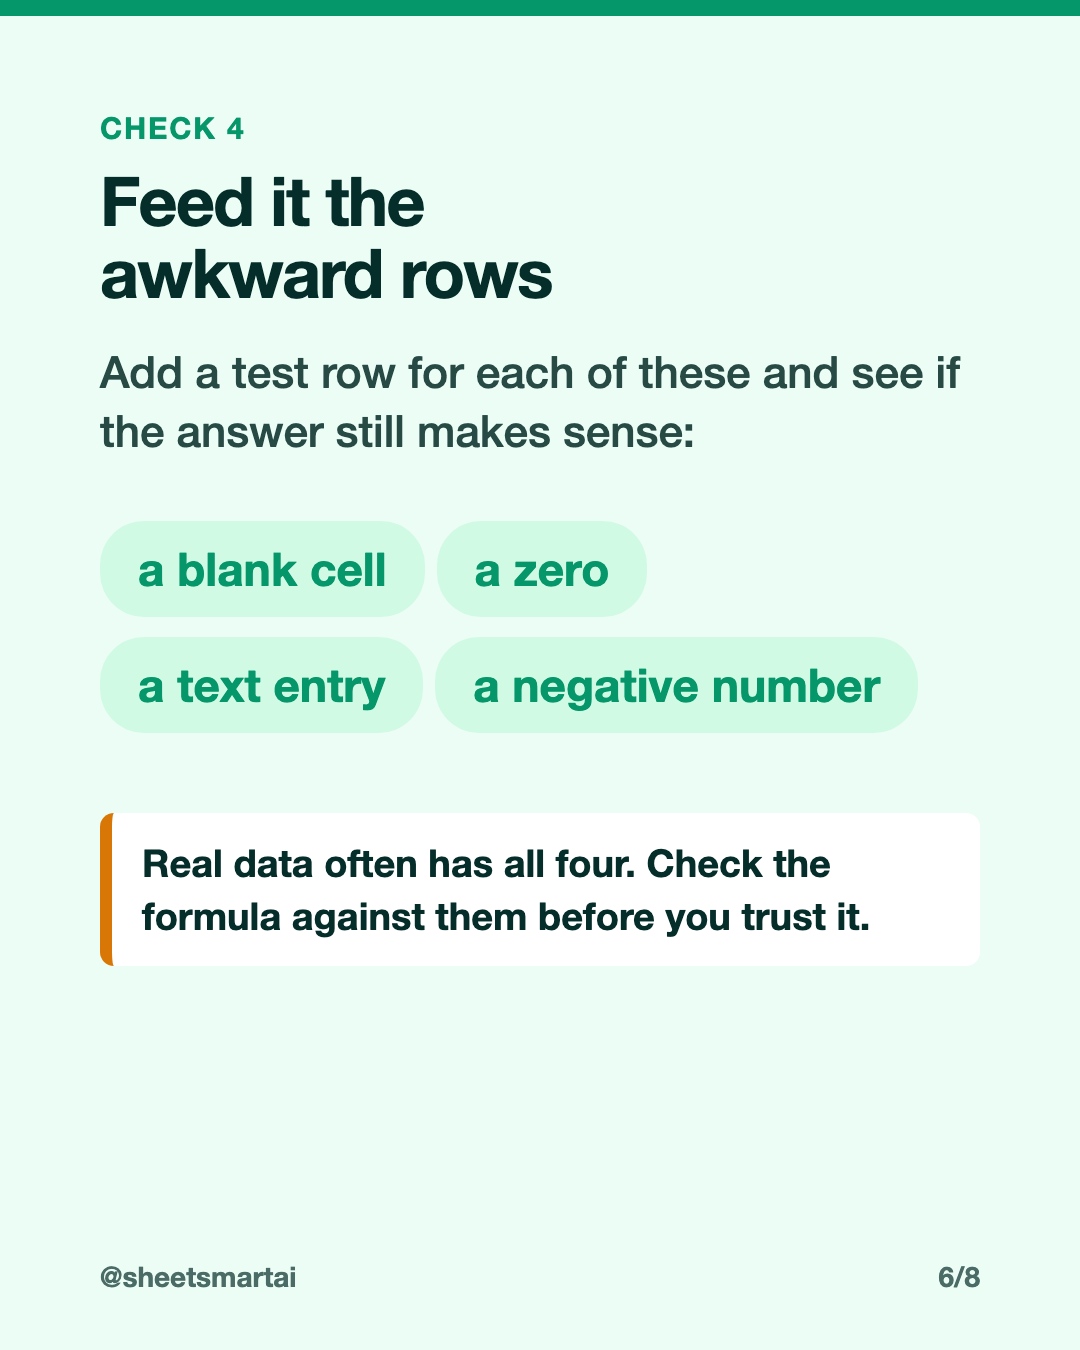 CHECK 4
Feed it the
awkward rows
Add a test row for each of these and see if
the answer still makes sense:
a blank cell
a zero
a text entry
a negative number
Real data often has all four. Check the
formula against them before you trust it.
@sheetsmartai
6/8